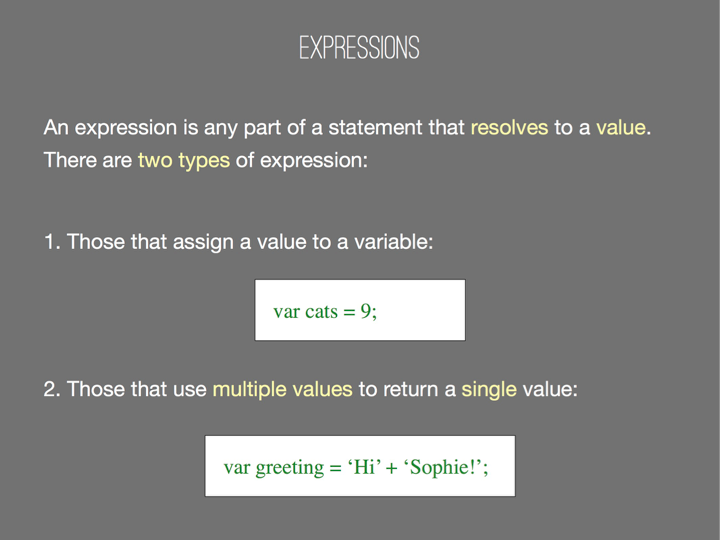 EXPRESSIONS
An expression is any part of a statement that resolves to a value.
There are two types of expression:
1. Those that assign a value to a variable:
var cats = 9;
2. Those that use multiple values to return a single value:
var greeting = ‘Hi’ + ‘Sophie!’;